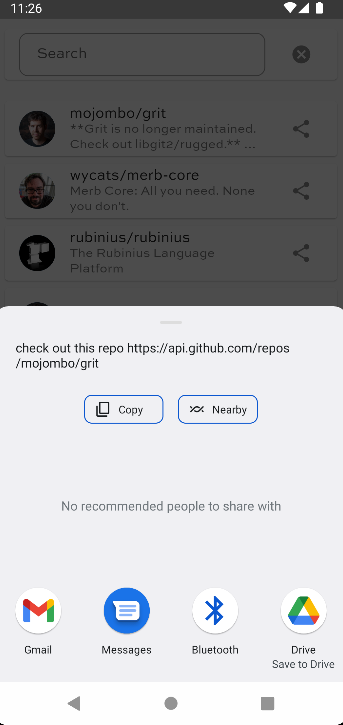 11:26
Search
mojombo/grit
**Grit is no longer maintained.
Check out libgit2/rugged.** ...
wycats/merb-core
Merb Core: All you need. None
you don't.
rubinius/rubinius
The Rubinius Language
Platform
check out this repo https://api.github.com/repos
/mojombo/grit
Copy
Nearby
No recommended people to share with
Gmail
Messages
Bluetooth
Drive
Save to Drive